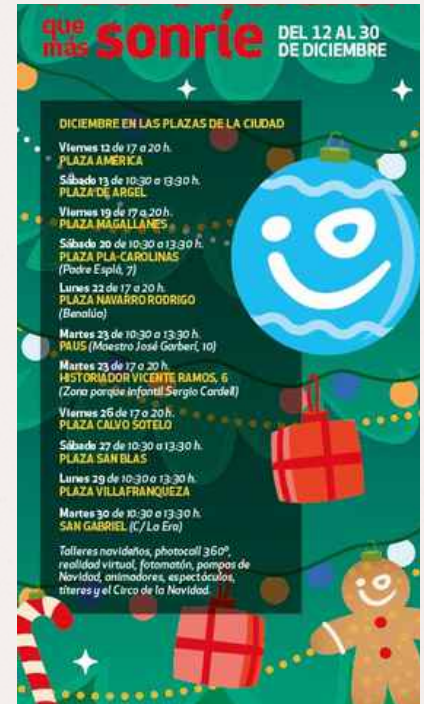 que
más sonríe
DEL 12 AL 30
DE DICIEMBRE
DICIEMBRE EN LAS PLAZAS DE LA CIUDAD
Viernes 12 de 17 a 20 h.
PLAZA AMÉRICA
Sábado 13 de 10:30 a 13:30 h.
PLAZA DE ARGEL
Viernes 19 de 17 a 20 h.
PLAZA MAGALLANES
Sábado 20 de 10:30 a 13:30 h.
PLAZA PLA-CAROLINAS
(Padre Esplá, 7)
Lunes 22 de 17 a 20 h.
PLAZA NAVARRO RODRIGO
(Benalúa)
Martes 23 de 10:30 a 13:30 h.
PAUS (Maestro José Garberí, 10)
Martes 23 de 17 a 20 h.
HISTORIADOR VICENTE RAMOS, 6
(Zona parque infantil Sergio Cardell)
Viernes 26 de 17 a 20 h.
PLAZA CALVO SOTELO
Sábado 27 de 10:30 a 13:30 h.
PLAZA SAN BLAS
Lunes 29 de 10:30 a 13:30 h.
PLAZA VILLAFRANQUEZA
Martes 30 de 10:30 a 13:30 h.
SAN GABRIEL (C/ La Era)
Talleres navideños, photocall 360º,
realidad virtual, fotomatón, pompas de
Navidad, animadores, espectáculos,
títeres y el Circo de la Navidad.